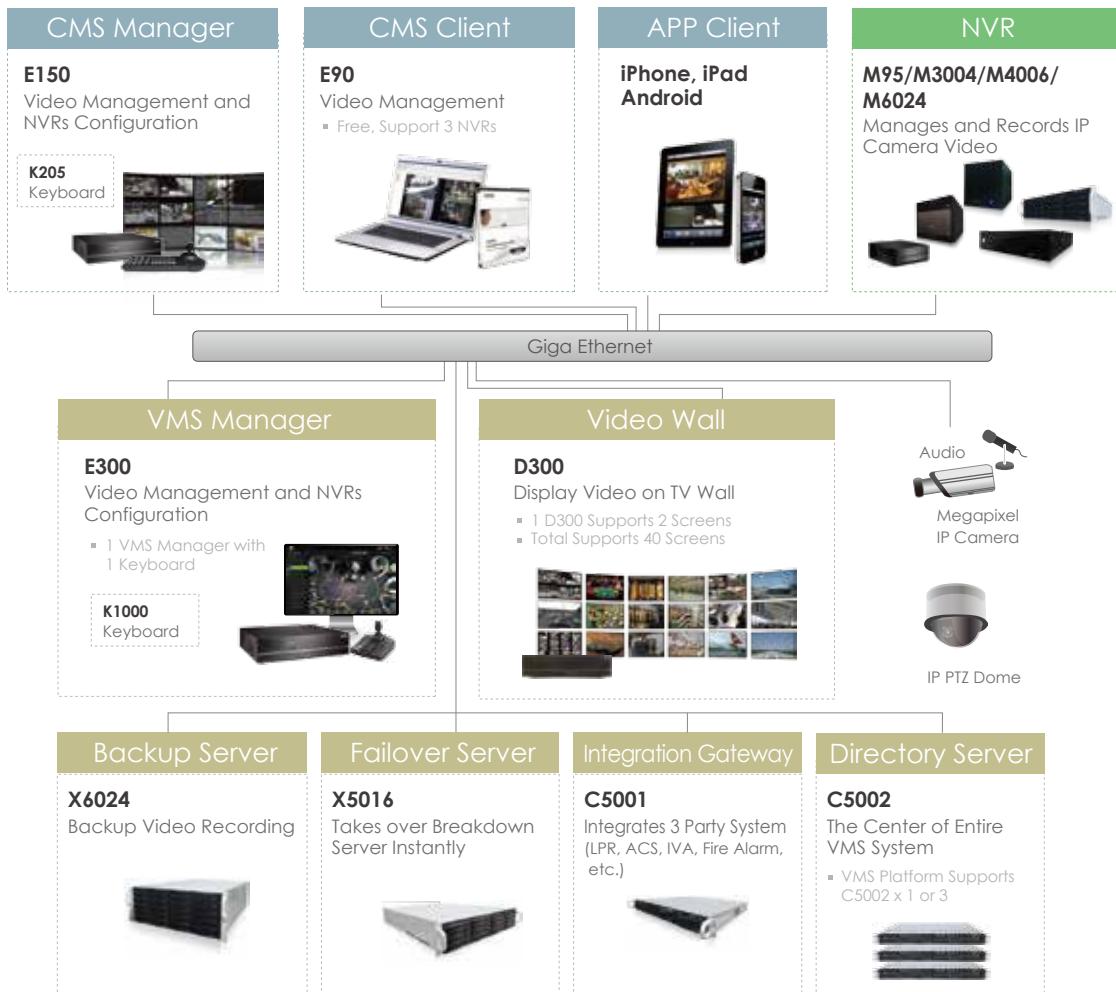 CMS Manager
E150
Video Management and
NVRs Configuration
K205
Keyboard
CMS Client
E90
Video Management
Free, Support 3 NVRs
APP Client
iPhone, iPad
Android
NVR
M95/M3004/M4006/
M6024
Manages and Records IP
Camera Video
Giga Ethernet
VMS Manager
E300
Video Management and NVRs
Configuration
1 VMS Manager with
1 Keyboard
K1000
Keyboard
Video Wall
D300
Display Video on TV Wall
1 D300 Supports 2 Screens
Total Supports 40 Screens
Audio
Megapixel
IP Camera
IP PTZ Dome
Backup Server
X6024
Backup Video Recording
Failover Server
X5016
Takes over Breakdown
Server Instantly
Integration Gateway
C5001
Integrates 3 Party System
(LPR, ACS, IVA, Fire Alarm,
etc.)
Directory Server
C5002
The Center of Entire
VMS System
VMS Platform Supports
C5002 x 1 or 3